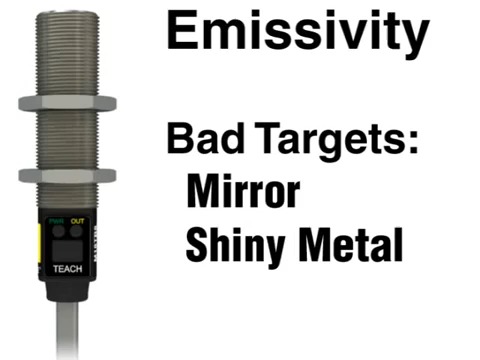 Emissivity
Bad Targets:
Mirror
Shiny Metal
PWR OUT
TEACH